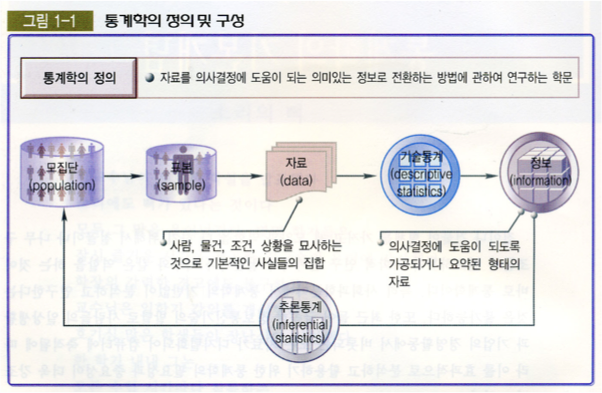 그림 1-1 통계학의 정의 및 구성
통계학의 정의
자료를 의사결정에 도움이 되는 의미있는 정보로 전환하는 방법에 관하여 연구하는 학문
모집단
(population)
표본
(sample)
자료
(data)
기술통계
(descriptive
statistics)
정보
(information)
사람, 물건, 조건, 상황을 묘사하는
것으로 기본적인 사실들의 집합
의사결정에 도움이 되도록
가공되거나 요약된 형태의
자료
추론통계
(inferential
statistics)